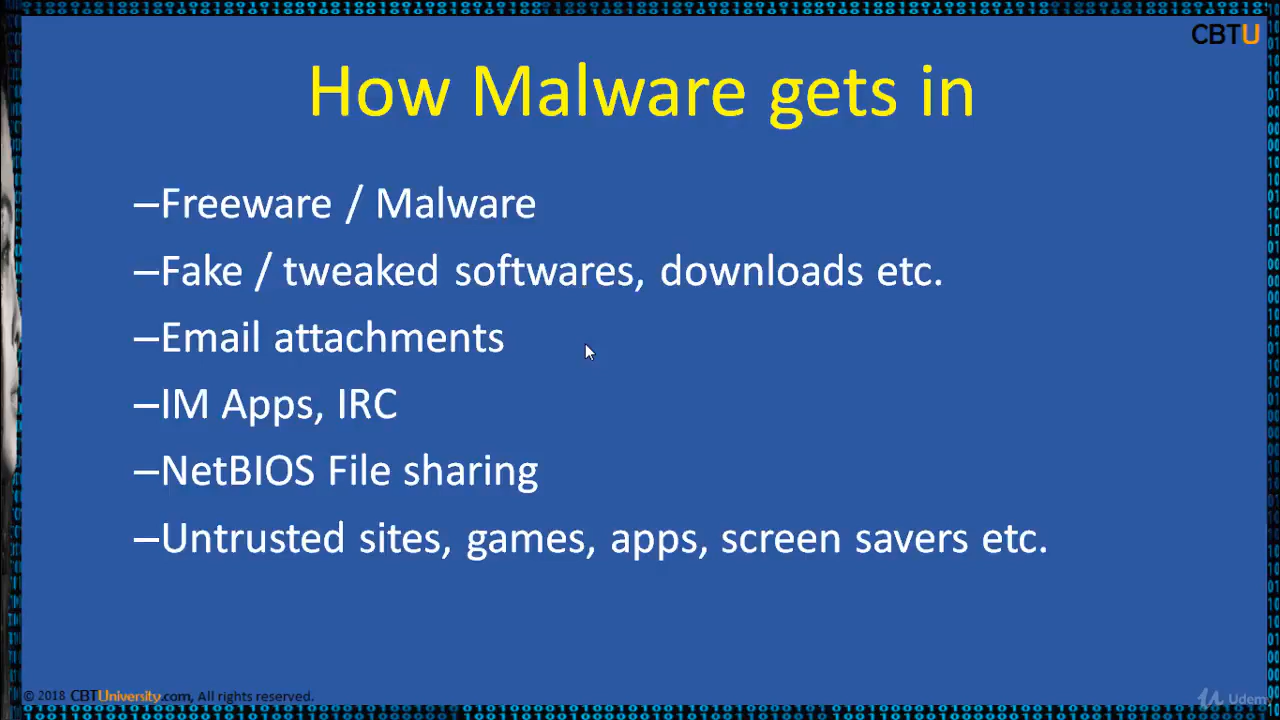 CBTU
How Malware gets in
–Freeware / Malware
–Fake / tweaked softwares, downloads etc.
–Email attachments
–IM Apps, IRC
–NetBIOS File sharing
–Untrusted sites, games, apps, screen savers etc.
© 2018 CBTUniversity.com, All rights reserved.
Udemy